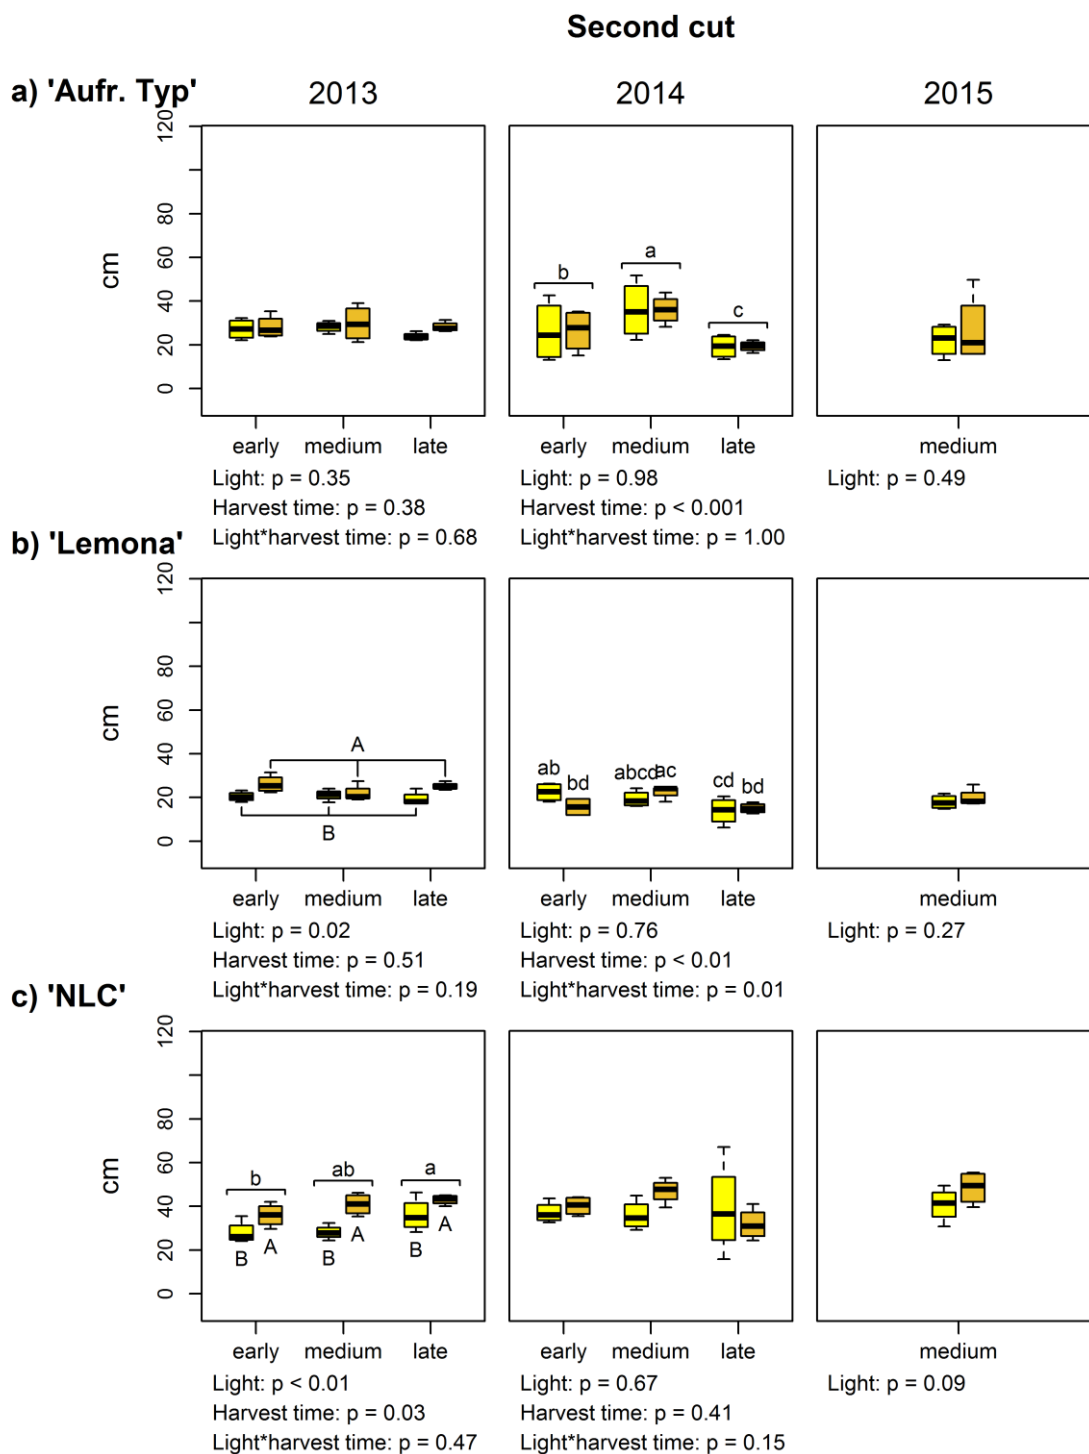 Second cut
a) 'Aufr. Typ' 2013 2014 2015
120
80
60
40
20
0
cm
b
a
c
early medium late early medium late medium
Light: p = 0.35 Light: p = 0.98 Light: p = 0.49
Harvest time: p = 0.38 Harvest time: p < 0.001
Light*harvest time: p = 0.68 Light*harvest time: p = 1.00
b) 'Lemona'
120
80
60
40
20
0
cm
A
B
ab bd abcd ac cd bd
early medium late early medium late medium
Light: p = 0.02 Light: p = 0.76 Light: p = 0.27
Harvest time: p = 0.51 Harvest time: p < 0.01
Light*harvest time: p = 0.19 Light*harvest time: p = 0.01
c) 'NLC'
120
80
60
40
20
0
cm
b ab a
B A B A B A
early medium late early medium late medium
Light: p < 0.01 Light: p = 0.67 Light: p = 0.09
Harvest time: p = 0.03 Harvest time: p = 0.41
Light*harvest time: p = 0.47 Light*harvest time: p = 0.15